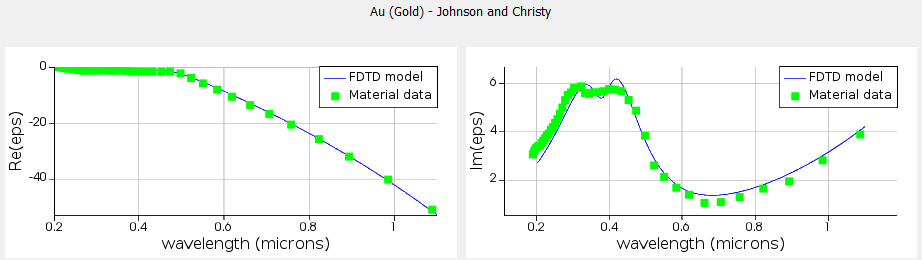 Au (Gold) - Johnson and Christy
0
-20
-40
Re(eps)
FDTD model
Material data
0.2
0.4
0.6
0.8
1
wavelength (microns)
6
4
2
Im(eps)
FDTD model
Material data
0.2
0.4
0.6
0.8
1
wavelength (microns)